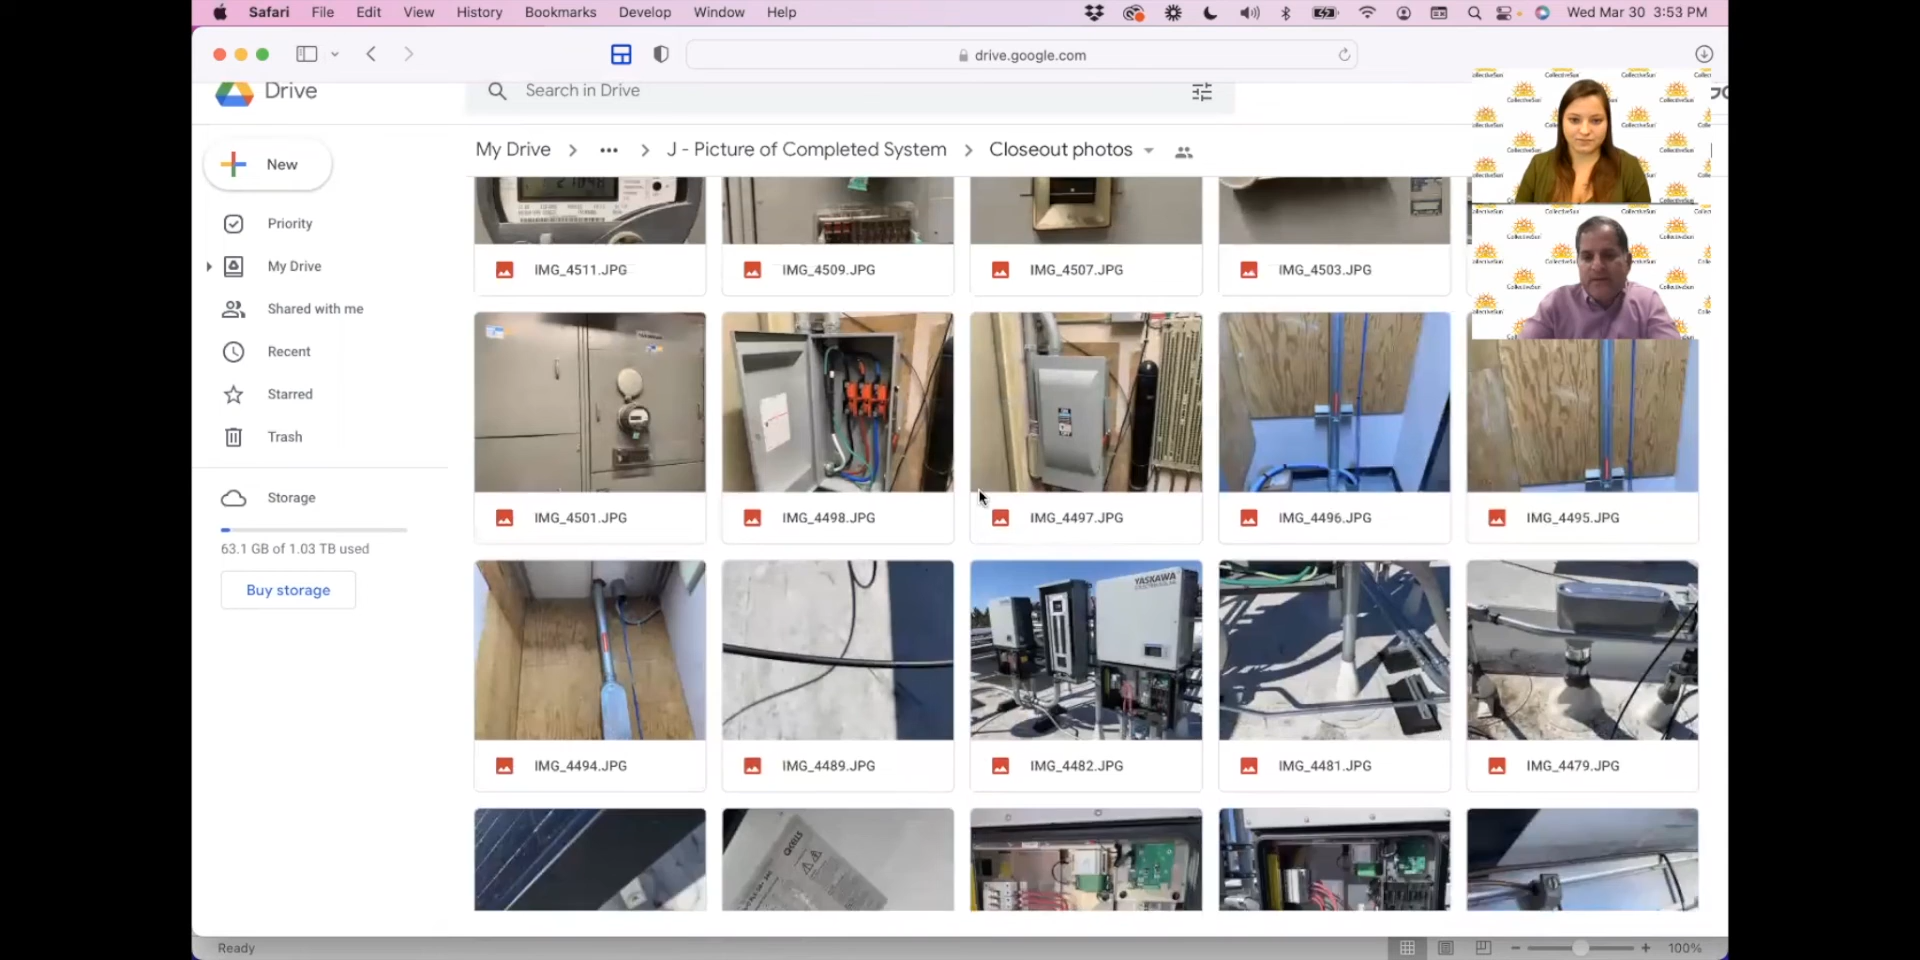 Safari File Edit View History Bookmarks Develop Window Help Wed Mar 30 3:53 PM
drive.google.com
Drive
Search in Drive
New
My Drive ••• J - Picture of Completed System Closeout photos
Priority
My Drive
Shared with me
Recent
Starred
Trash
Storage
63.1 GB of 1.03 TB used
Buy storage
IMG_4511.JPG IMG_4509.JPG IMG_4507.JPG IMG_4503.JPG
IMG_4501.JPG IMG_4498.JPG IMG_4497.JPG IMG_4496.JPG IMG_4495.JPG
YASKAWA
IMG_4494.JPG IMG_4489.JPG IMG_4482.JPG IMG_4481.JPG IMG_4479.JPG
QCELLS
CollectiveSun
Ready
100%